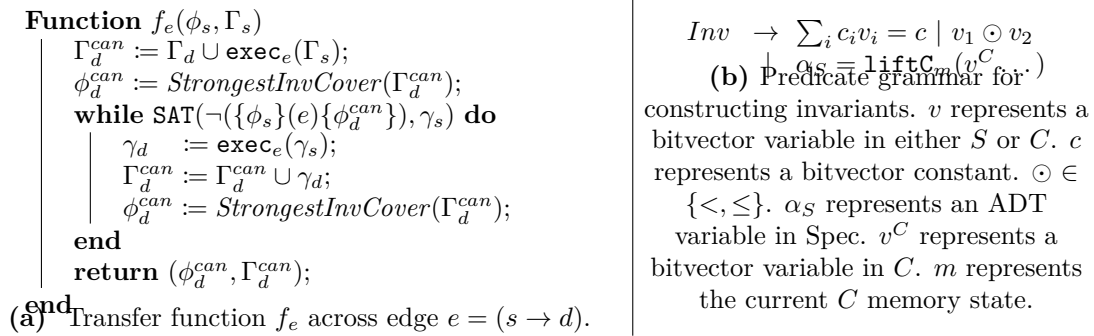 Function f_e(ϕ_s, Γ_s)
Γ_d^{can} ≔ Γ_d ∪ exec_e(Γ_s);
ϕ_d^{can} ≔ StrongestInvCover(Γ_d^{can});
while SAT(¬({ϕ_s}(e){ϕ_d^{can}}), γ_s) do
γ_d ≔ exec_e(γ_s);
Γ_d^{can} ≔ Γ_d^{can} ∪ γ_d;
ϕ_d^{can} ≔ StrongestInvCover(Γ_d^{can});
end
return (ϕ_d^{can}, Γ_d^{can});
end
(a) Transfer function f_e across edge e = (s → d).
Inv → ∑_i c_i v_i = c | v_1 ⊙ v_2
| α_S = liftC_m(v^C …)
(b) Predicate grammar for
constructing invariants. v represents a
bitvector variable in either S or C. c
represents a bitvector constant. ⊙ ∈
{<, ≤}. α_S represents an ADT
variable in Spec. v^C represents a
bitvector variable in C. m represents
the current C memory state.